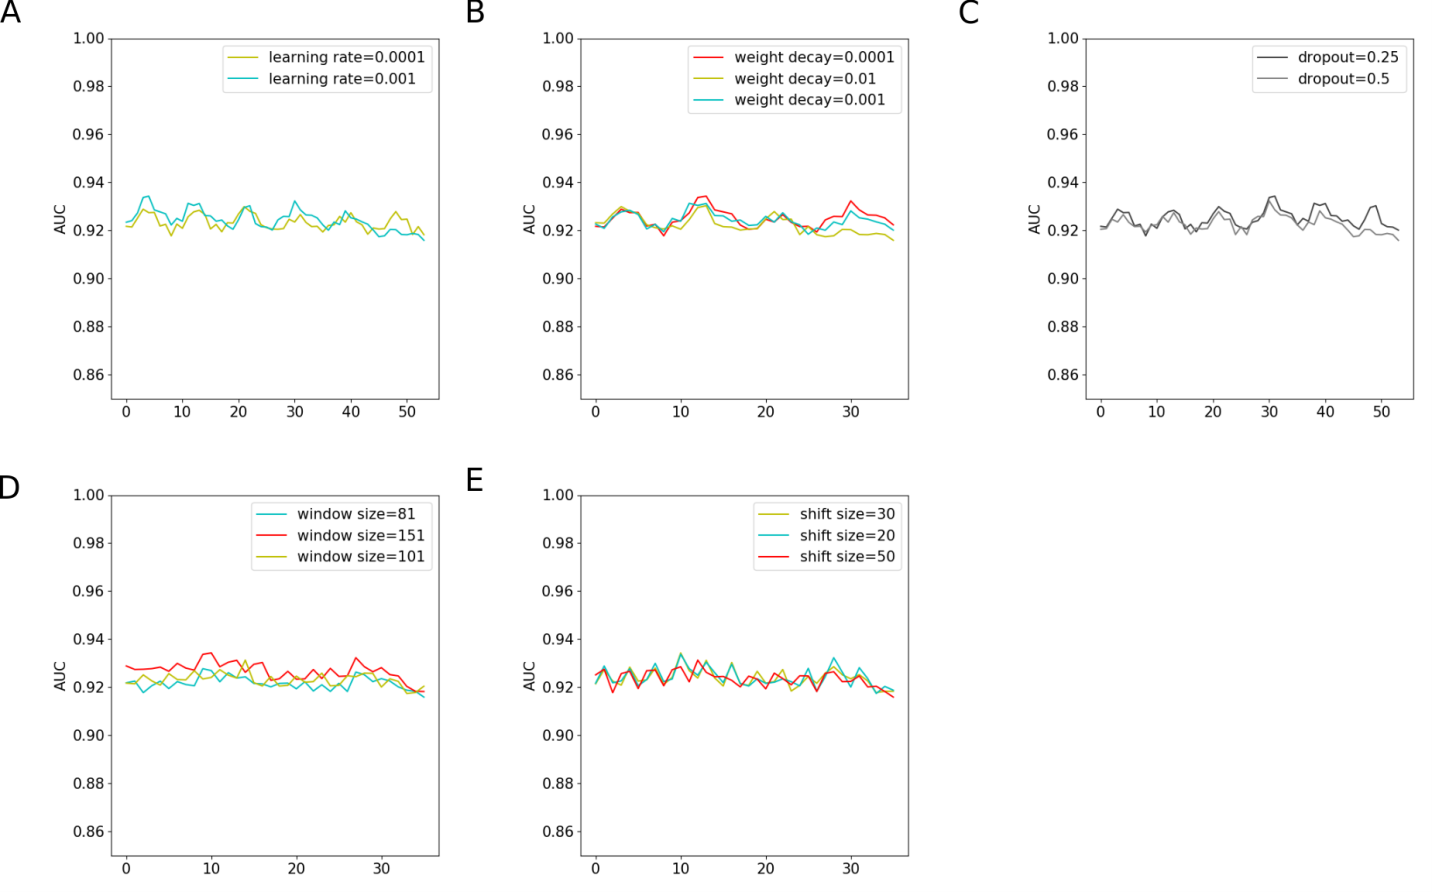 A
1.00
0.98
0.96
0.94
0.92
0.90
0.88
0.86
AUC
0 10 20 30 40 50
learning rate=0.0001
learning rate=0.001
B
1.00
0.98
0.96
0.94
0.92
0.90
0.88
0.86
AUC
0 10 20 30
weight decay=0.0001
weight decay=0.01
weight decay=0.001
C
1.00
0.98
0.96
0.94
0.92
0.90
0.88
0.86
AUC
0 10 20 30 40 50
dropout=0.25
dropout=0.5
D
1.00
0.98
0.96
0.94
0.92
0.90
0.88
0.86
AUC
0 10 20 30
window size=81
window size=151
window size=101
E
1.00
0.98
0.96
0.94
0.92
0.90
0.88
0.86
AUC
0 10 20 30
shift size=30
shift size=20
shift size=50